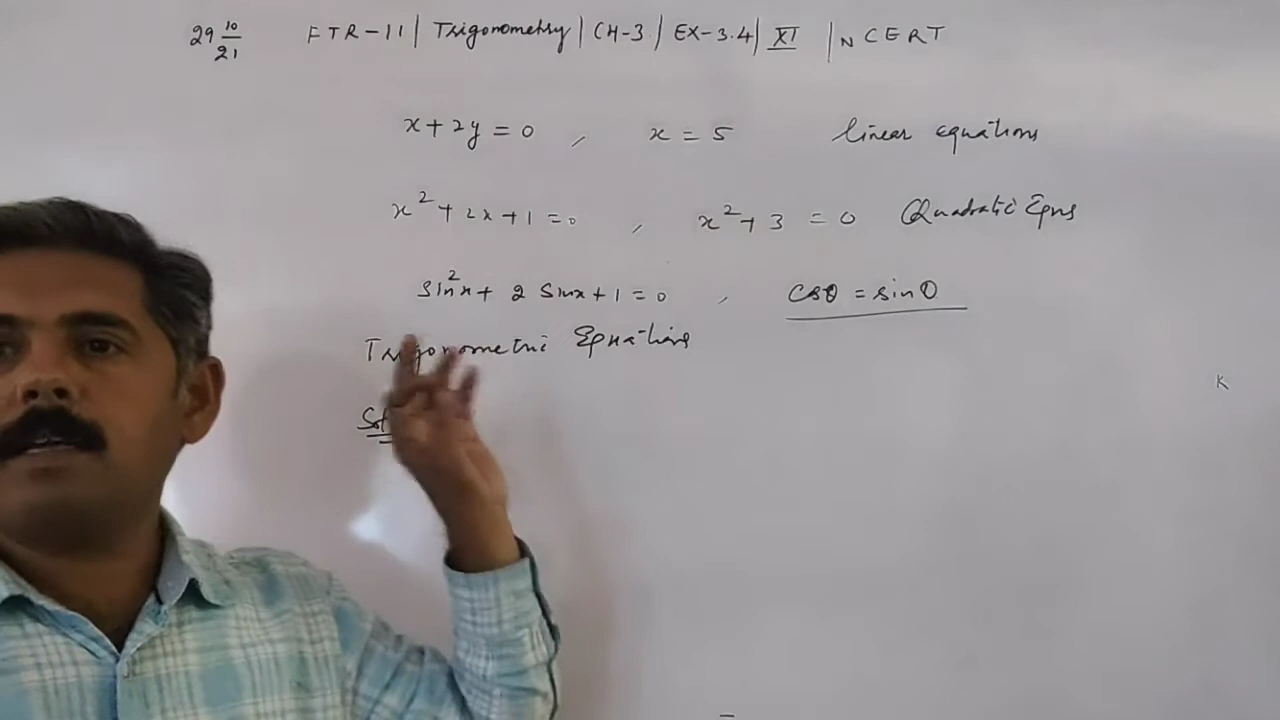 29 10/21 FTR-11 | Trigonometry | CH-3 | EX-3.4 | XI | NCERT
x + 2y = 0 , x = 5 linear equations
x² + 2x + 1 = 0 , x² + 3 = 0 Quadratic Eqns
sin²x + 2 sinx + 1 = 0 , cosθ = sinθ
Trigonometric Equations
K